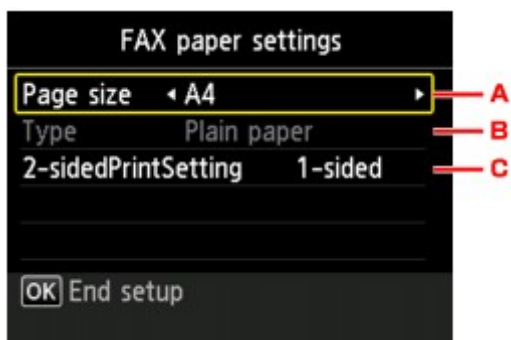 FAX paper settings
Page size A4 A
Type Plain paper B
2-sidedPrintSetting 1-sided C
OK End setup